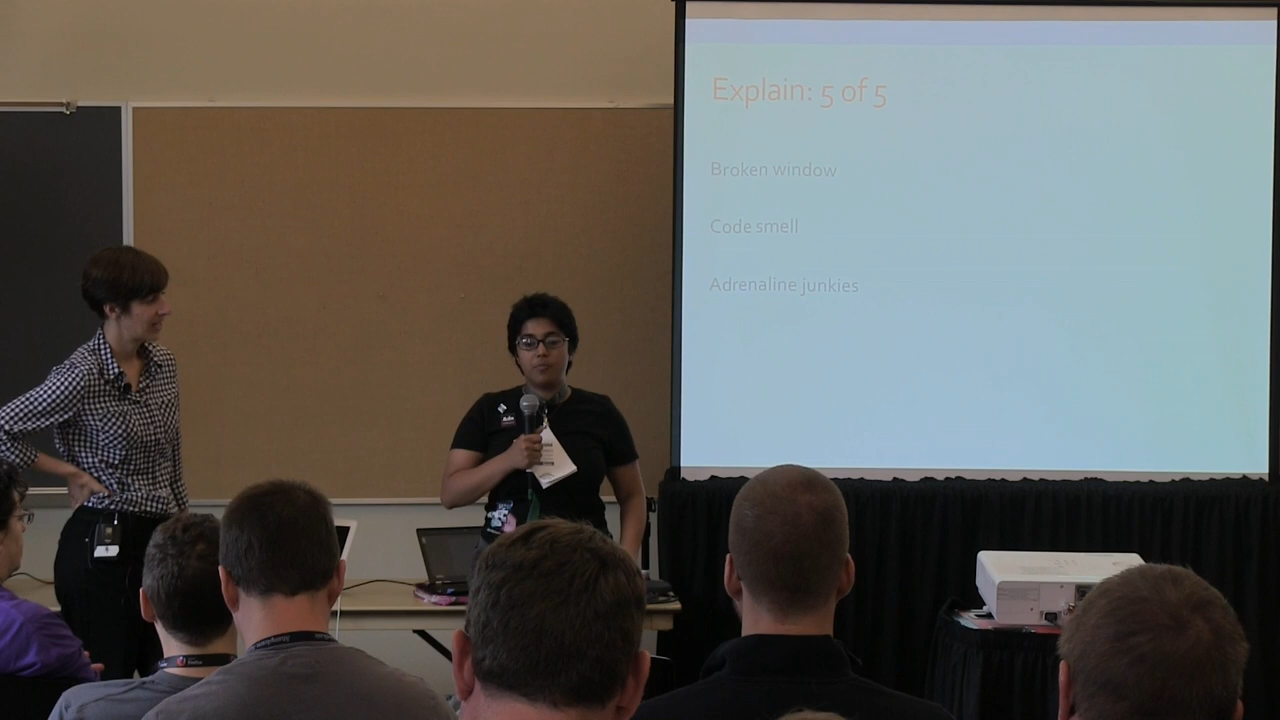 Explain: 5 of 5
Broken window
Code smell
Adrenaline junkies